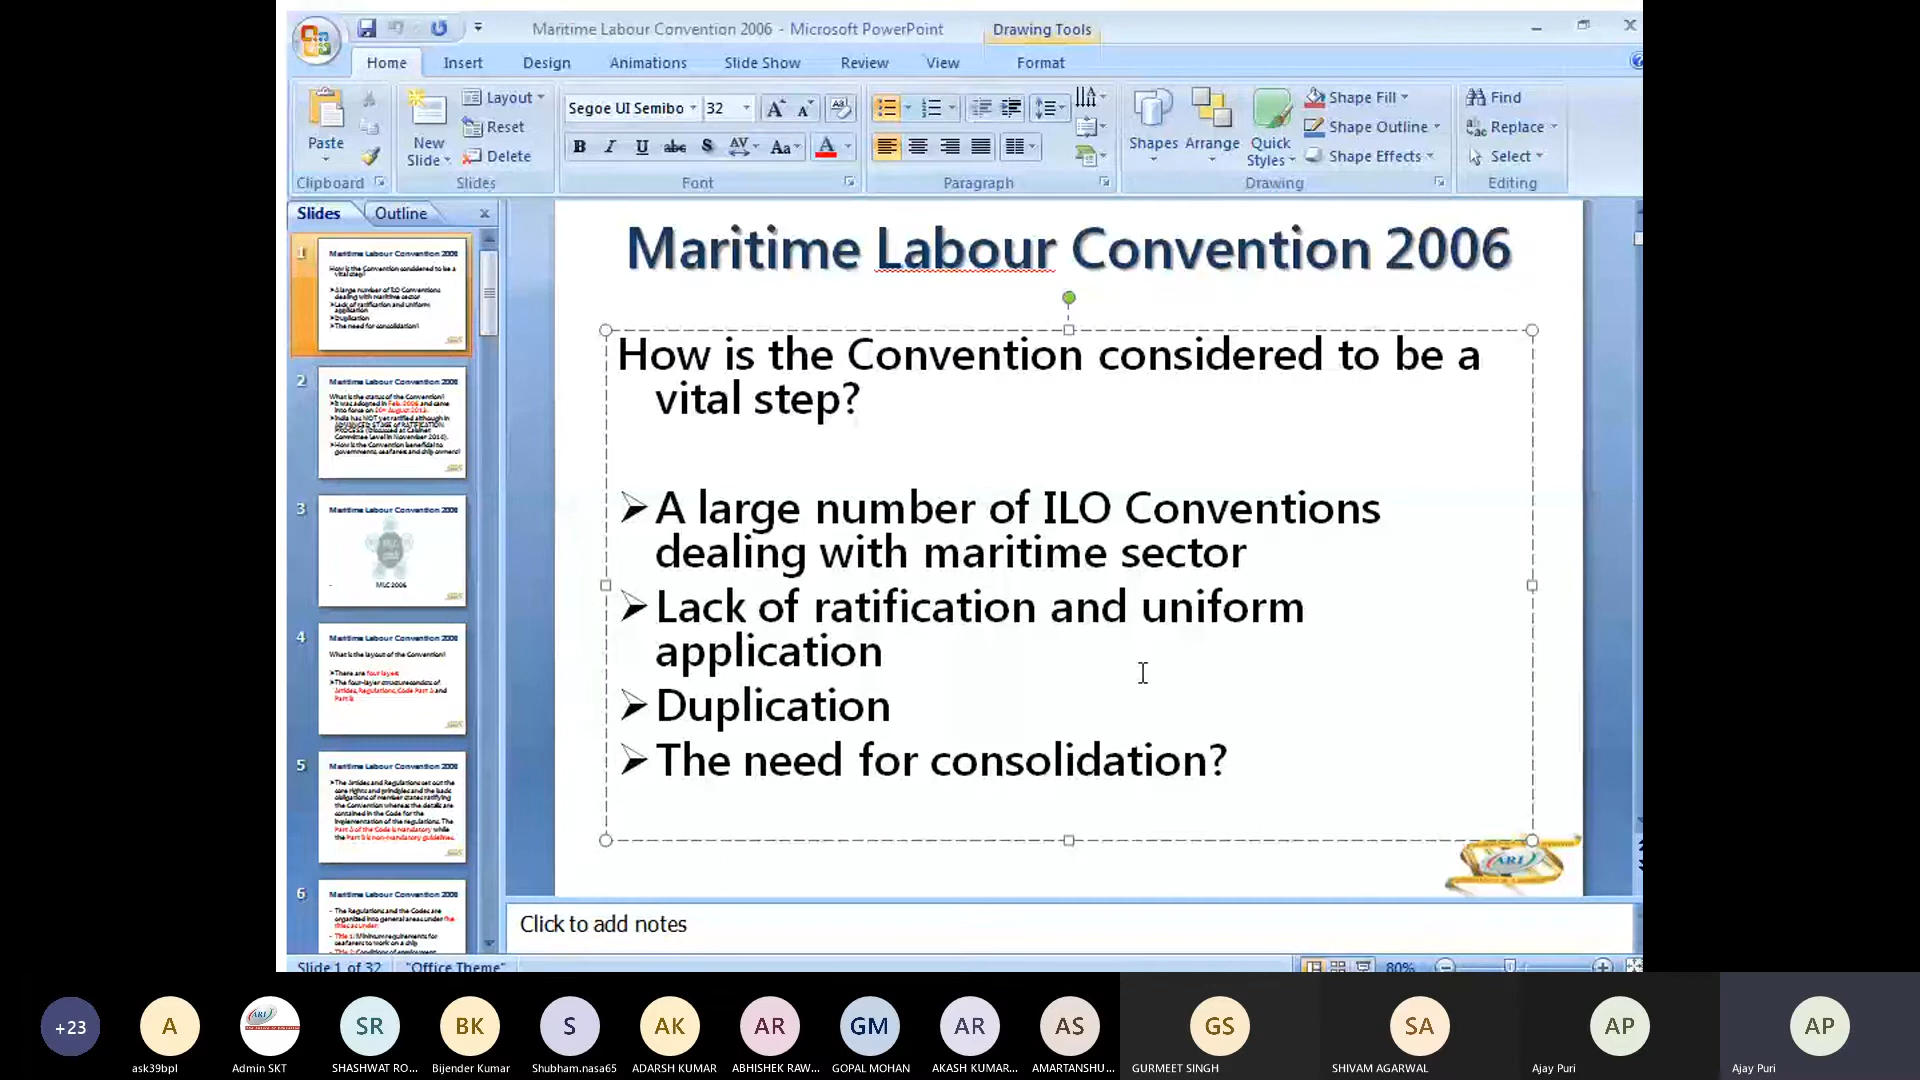 Maritime Labour Convention 2006 - Microsoft PowerPoint
Drawing Tools
Home Insert Design Animations Slide Show Review View Format
Paste
Clipboard
New
Slide
Layout
Reset
Delete
Slides
Segoe UI Semibo 32
B I U abc S AV Aa A
Font
Paragraph
Shapes
Arrange
Quick
Styles
Shape Fill
Shape Outline
Shape Effects
Drawing
Find
Replace
Select
Editing
Slides Outline
1
Maritime Labour Convention 2006
How is the Convention considered to be a
vital step?
A large number of ILO Conventions
dealing with maritime sector
Lack of ratification and uniform
application
Duplication
The need for consolidation?
2
Maritime Labour Convention 2006
What is the status of the Convention?
It was adopted in Feb. 2006 and came
into force on 20th August 2013.
India has NOT yet ratified although in
ADVANCED STAGE of RATIFICATION
PROCESS (Discussed at Cabinet
Committee Level in November 2014).
How is the Convention beneficial to
governments, seafarers and ship owners?
3
Maritime Labour Convention 2006
MLC 2006
4
Maritime Labour Convention 2006
What is the layout of the Convention?
There are four layers
The four-layer structure consists of
Articles, Regulations, Code Part A and
Part B.
5
Maritime Labour Convention 2006
The Articles and Regulations set out the
core rights and principles and the basic
obligations of member states ratifying
the Convention whereas the details are
contained in the Code for the
implementation of the regulations. The
Part A of the Code is mandatory while
the Part B is non-mandatory guidelines.
6
Maritime Labour Convention 2006
The Regulations and the Codes are
organized into general areas under five
titles as under:
Title 1: Minimum requirements for
seafarers to work on a ship
Maritime Labour Convention 2006
How is the Convention considered to be a
vital step?
A large number of ILO Conventions
dealing with maritime sector
Lack of ratification and uniform
application
Duplication
The need for consolidation?
ARI
Click to add notes
Slide 1 of 32 "Office Theme" 80%
+23 A SR BK S AK AR GM AR AS GS SA AP AP
ask39bpl Admin SKT SHASHWAT RO... Bijender Kumar Shubham.nasa65 ADARSH KUMAR ABHISHEK RAW... GOPAL MOHAN AKASH KUMAR... AMARTANSHU... GURMEET SINGH SHIVAM AGARWAL Ajay Puri Ajay Puri